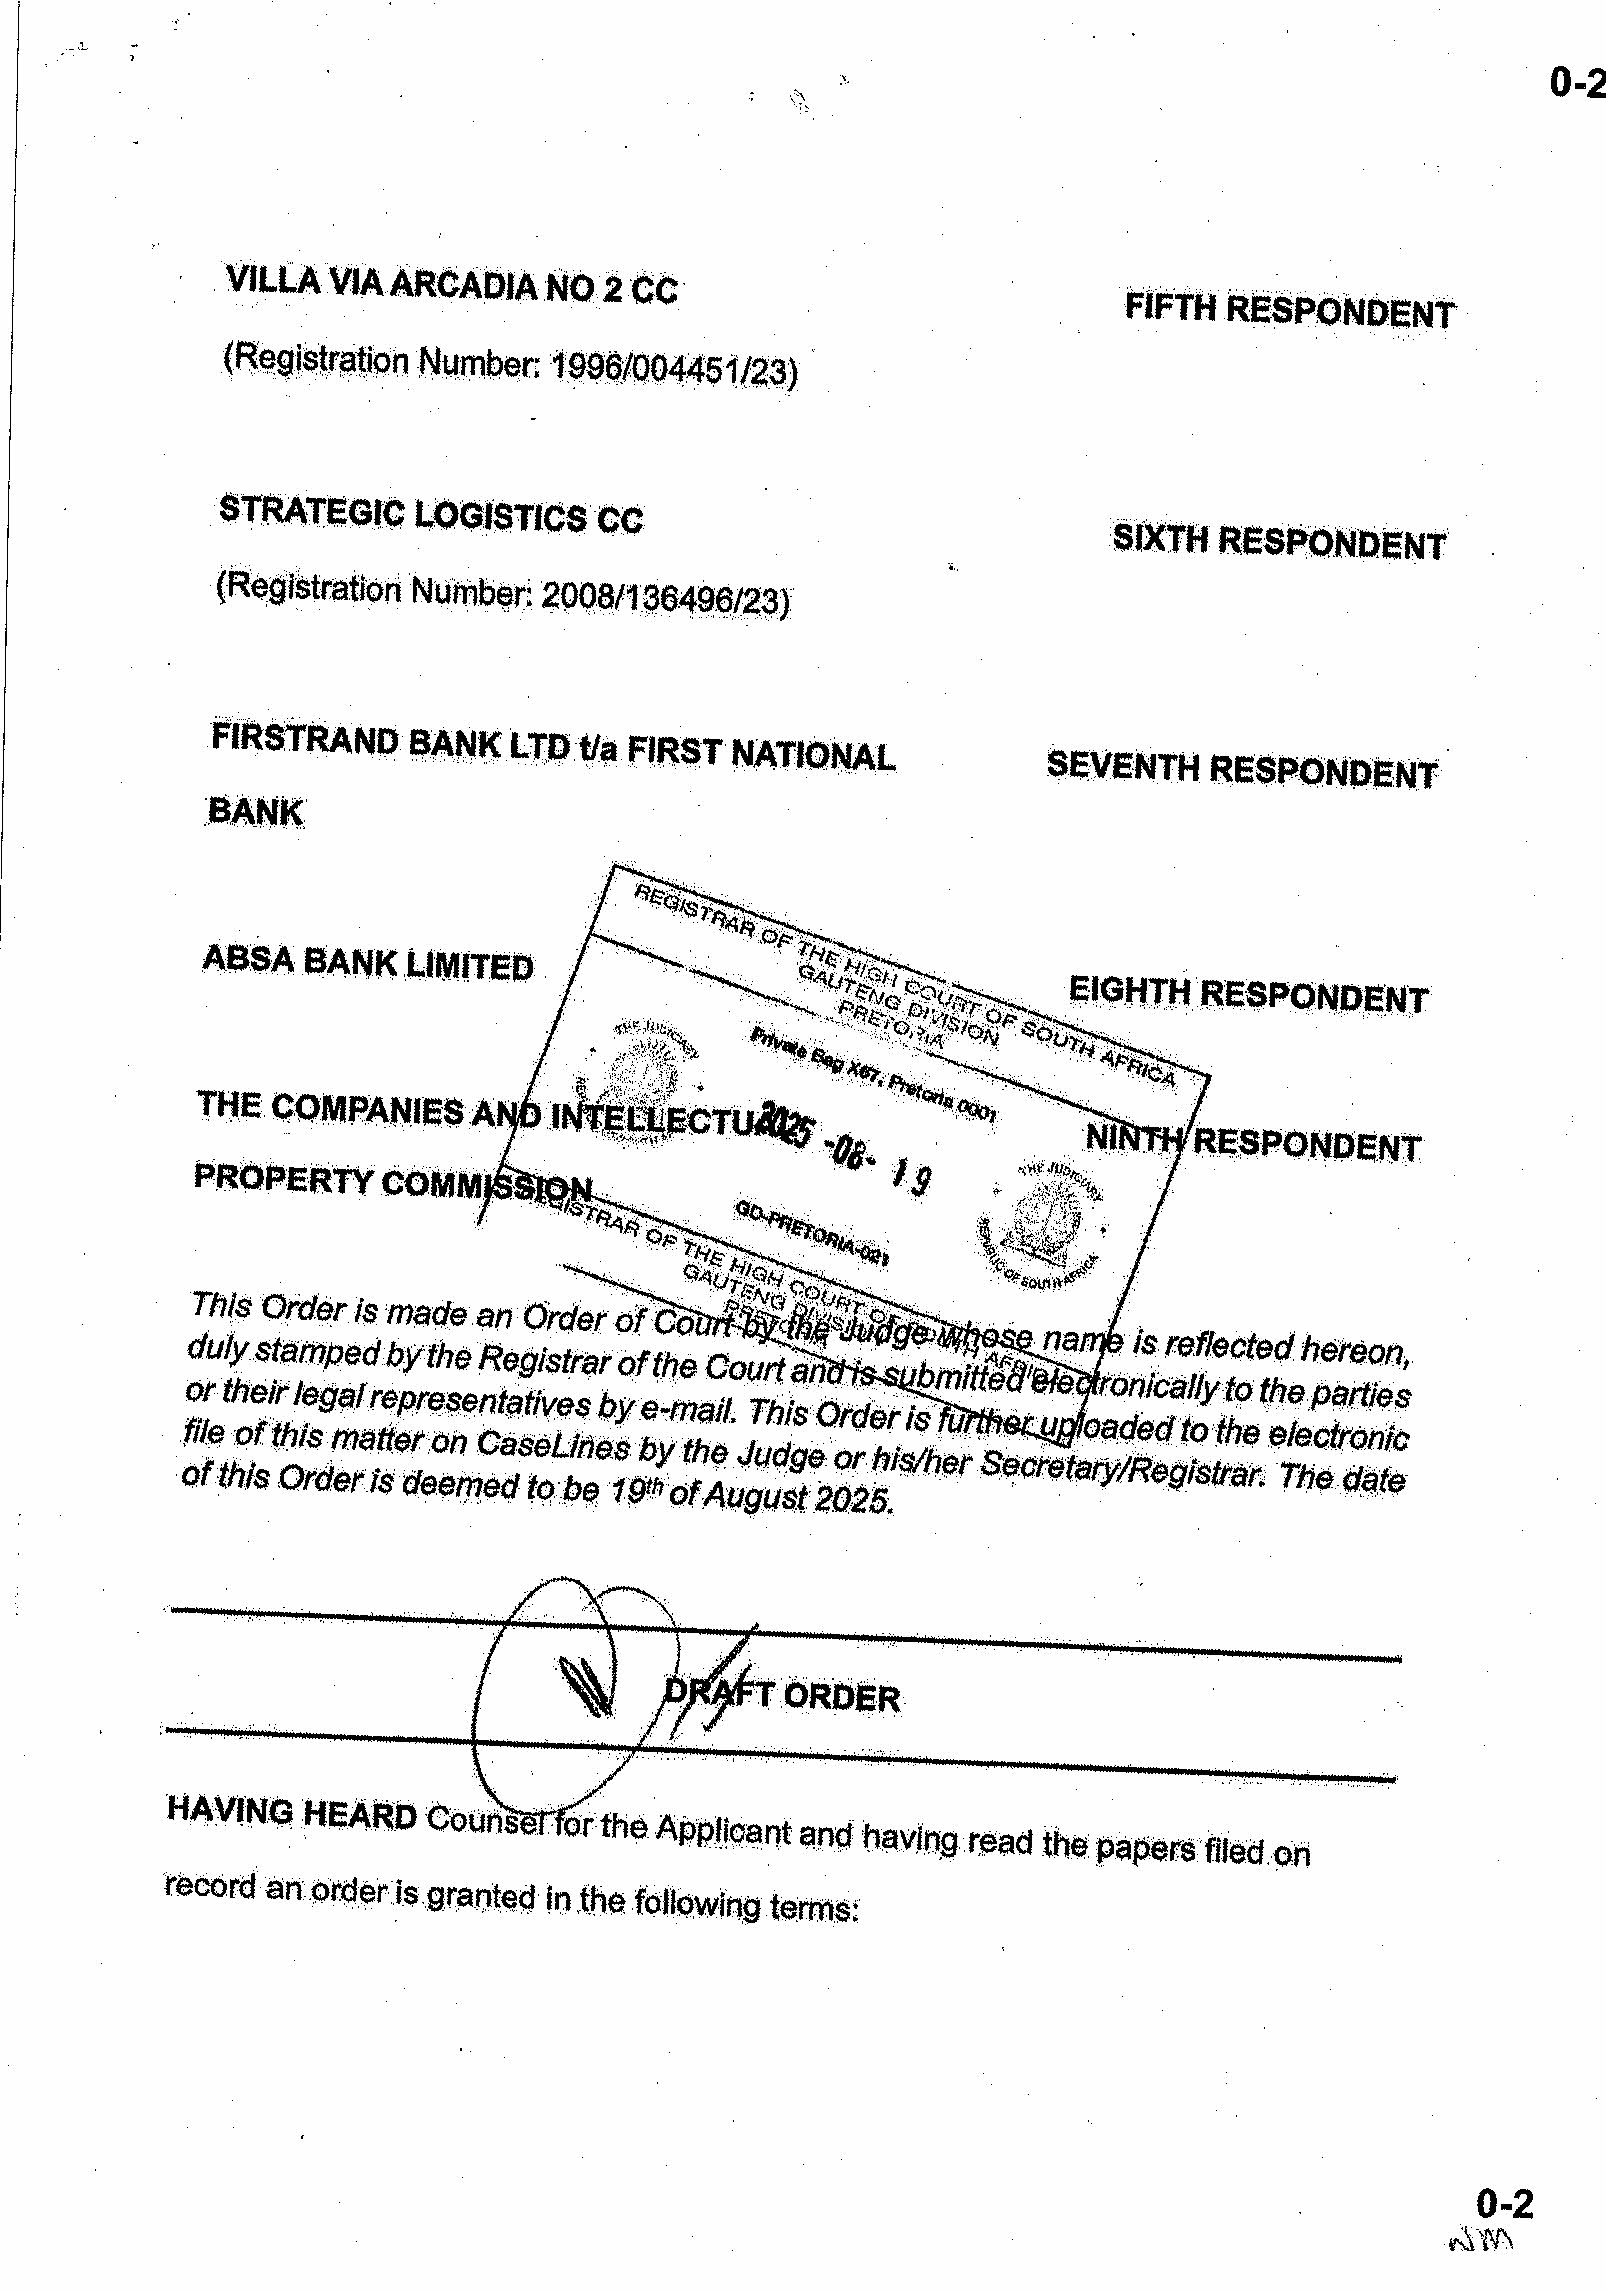 0-2
VILLA VIA ARCADIA NO 2 CC
FIFTH RESPONDENT
(Registration Number: 1996/004451/23)
STRATEGIC LOGISTICS CC
SIXTH RESPONDENT
(Registration Number: 2008/136496/23)
FIRSTRAND BANK LTD t/a FIRST NATIONAL
SEVENTH RESPONDENT
BANK
ABSA BANK LIMITED
EIGHTH RESPONDENT
THE COMPANIES AND INTELLECTUAL
NINTH RESPONDENT
PROPERTY COMMISSION
REGISTRAR OF THE HIGH COURT OF SOUTH AFRICA
GAUTENG DIVISION
PRETORIA
Private Bag X67, Pretoria 0001
THE JUDICIARY
2025 -08- 19
GD-PRETORIA-021
THE JUDICIARY
REPUBLIC OF SOUTH AFRICA
REGISTRAR OF THE HIGH COURT OF SOUTH AFRICA
GAUTENG DIVISION
PRETORIA
This Order is made an Order of Court by the Judge whose name is reflected hereon,
duly stamped by the Registrar of the Court and is submitted electronically to the parties
or their legal representatives by e-mail. This Order is further uploaded to the electronic
file of this matter on CaseLines by the Judge or his/her Secretary/Registrar. The date
of this Order is deemed to be 19th of August 2025.
DRAFT ORDER
HAVING HEARD Counsel for the Applicant and having read the papers filed on
record an order is granted in the following terms:
0-2